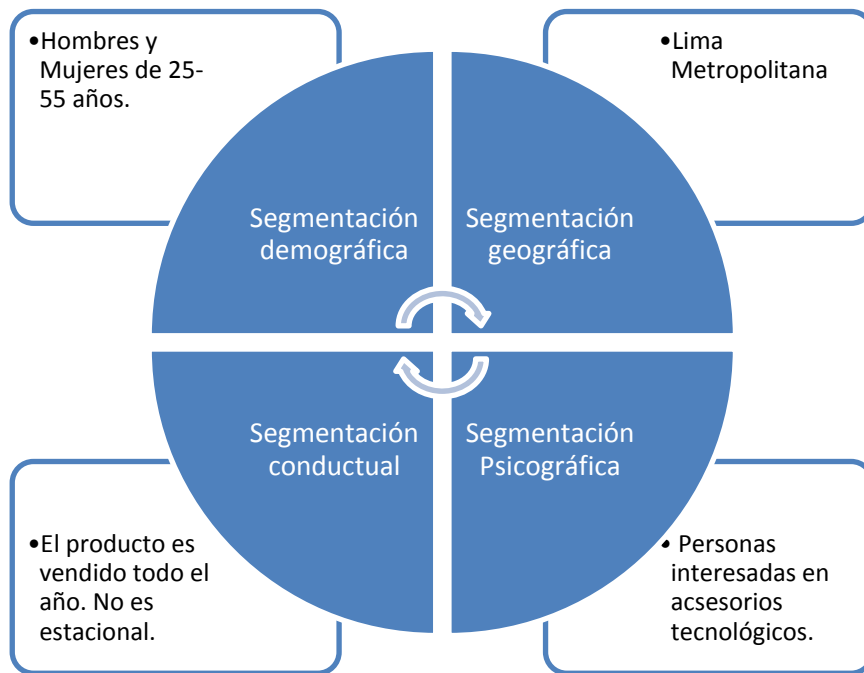 •Hombres y
Mujeres de 25-
55 años.
•Lima
Metropolitana
Segmentación
demográfica
Segmentación
geográfica
Segmentación
conductual
Segmentación
Psicográfica
•El producto es
vendido todo el
año. No es
estacional.
• Personas
interesadas en
acsesorios
tecnológicos.